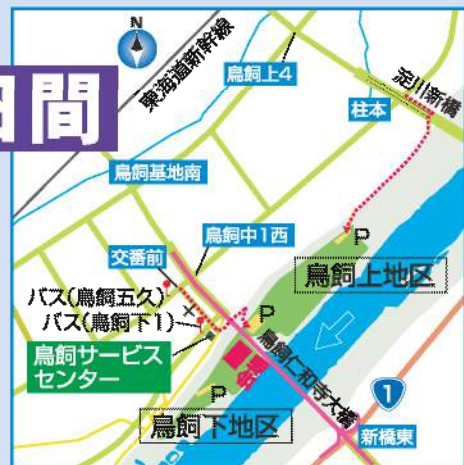 N
東海道新幹線
鳥飼上4
淀川新橋
柱本
間
鳥飼基地南
鳥飼中1西
交番前
P
鳥飼上地区
バス(鳥飼五久)
バス(鳥飼下1)
P
鳥飼サービス
センター
鳥飼仁和寺大橋
P
1
鳥飼下地区
新橋東